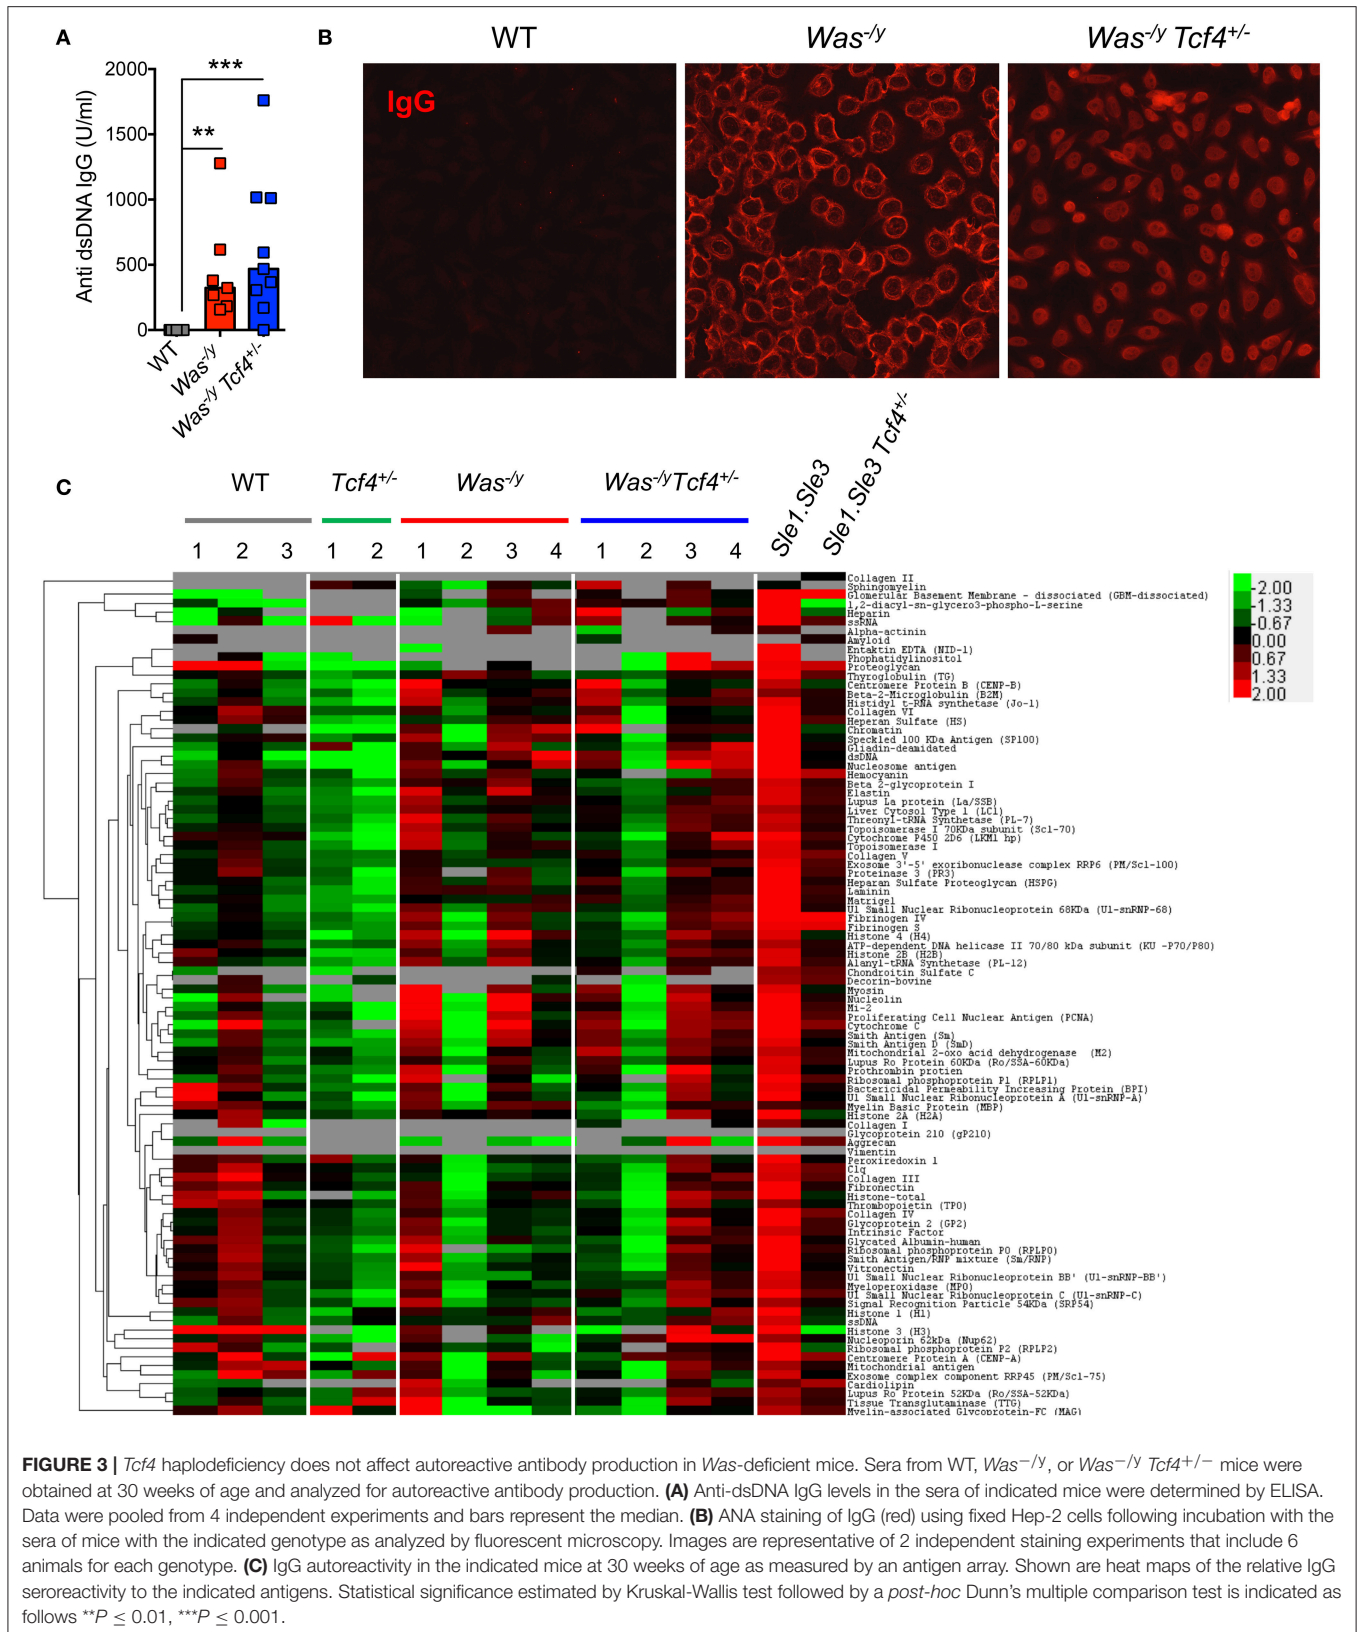 A
B
WT
Was-/y
Was-/y Tcf4+/-
Anti dsDNA IgG (U/ml)
2000
1500
1000
500
0
***
**
WT
Was-/y
Was-/y Tcf4+/-
IgG
C
WT
Tcf4+/-
Was-/y
Was-/yTcf4+/-
Sle1.Sle3
Sle1.Sle3 Tcf4+/-
1 2 3 1 2 1 2 3 4 1 2 3 4
Collagen II
Sphingomyelin
Glomerular Basement Membrane - dissociated (GBM-dissociated)
1,2-diacyl-sn-glycero3-phospho-L-serine
Heparin
ssRNA
Alpha-actinin
Amyloid
Entaktin EDTA (NID-1)
Phophatidylinositol
Proteoglycan
Thyroglobulin (TG)
Centromere Protein B (CENP-B)
Beta-2-Microglobulin (B2M)
Histidyl t-RNA synthetase (Jo-1)
Collagen VI
Heperan Sulfate (HS)
Chromatin
Speckled 100 KDa Antigen (SP100)
Gliadin-deamidated
dsDNA
Nucleosome antigen
Hemocyanin
Beta 2-glycoprotein I
Elastin
Lupus La protein (La/SSB)
Liver Cytosol Type 1 (LC1)
Threonyl-tRNA Synthetase (PL-7)
Topoisomerase I 70KDa subunit (Scl-70)
Cytochrome P450 2D6 (LKM1 hp)
Topoisomerase I
Collagen V
Exosome 3'-5' exoribonuclease complex RRP6 (PM/Scl-100)
Proteinase 3 (PR3)
Heparan Sulfate Proteoglycan (HSPG)
Laminin
Matrigel
U1 Small Nuclear Ribonucleoprotein 68KDa (U1-snRNP-68)
Fibrinogen IV
Fibrinogen S
Histone 4 (H4)
ATP-dependent DNA helicase II 70/80 kDa subunit (KU -P70/P80)
Histone 2B (H2B)
Alanyl-tRNA Synthetase (PL-12)
Chondroitin Sulfate C
Decorin-bovine
Myosin
Nucleolin
Mi-2
Proliferating Cell Nuclear Antigen (PCNA)
Cytochrome C
Smith Antigen (Sm)
Smith Antigen D (SmD)
Mitochondrial 2-oxo acid dehydrogenase (M2)
Lupus Ro Protein 60KDa (Ro/SSA-60KDa)
Prothrombin protien
Ribosomal phosphoprotein P1 (RPLP1)
Bactericidal Permeability Increasing Protein (BPI)
U1 Small Nuclear Ribonucleoprotein A (U1-snRNP-A)
Myelin Basic Protein (MBP)
Histone 2A (H2A)
Collagen I
Glycoprotein 210 (gP210)
Aggrecan
Vimentin
Peroxiredoxin 1
C1q
Collagen III
Fibronectin
Histone-total
Thrombopoietin (TPO)
Collagen IV
Glycoprotein 2 (GP2)
Intrinsic Factor
Glycated Albumin-human
Ribosomal phosphoprotein P0 (RPLP0)
Smith Antigen/RNP mixture (Sm/RNP)
Vitronectin
U1 Small Nuclear Ribonucleoprotein BB' (U1-snRNP-BB')
Myeloperoxidase (MPO)
U1 Small Nuclear Ribonucleoprotein C (U1-snRNP-C)
Signal Recognition Particle 54KDa (SRP54)
Histone 1 (H1)
ssDNA
Histone 3 (H3)
Nucleoporin 62kDa (Nup62)
Ribosomal phosphoprotein P2 (RPLP2)
Centromere Protein A (CENP-A)
Mitochondrial antigen
Exosome complex component RRP45 (PM/Scl-75)
Cardiolipin
Lupus Ro Protein 52KDa (Ro/SSA-52KDa)
Tissue Transglutaminase (TTG)
Myelin-associated Glycoprotein-FC (MAG)
-2.00
-1.33
-0.67
0.00
0.67
1.33
2.00
FIGURE 3 | Tcf4 haplodeficiency does not affect autoreactive antibody production in Was-deficient mice. Sera from WT, Was−/y, or Was−/y Tcf4+/− mice were
obtained at 30 weeks of age and analyzed for autoreactive antibody production. (A) Anti-dsDNA IgG levels in the sera of indicated mice were determined by ELISA.
Data were pooled from 4 independent experiments and bars represent the median. (B) ANA staining of IgG (red) using fixed Hep-2 cells following incubation with the
sera of mice with the indicated genotype as analyzed by fluorescent microscopy. Images are representative of 2 independent staining experiments that include 6
animals for each genotype. (C) IgG autoreactivity in the indicated mice at 30 weeks of age as measured by an antigen array. Shown are heat maps of the relative IgG
seroreactivity to the indicated antigens. Statistical significance estimated by Kruskal-Wallis test followed by a post-hoc Dunn's multiple comparison test is indicated as
follows **P ≤ 0.01, ***P ≤ 0.001.